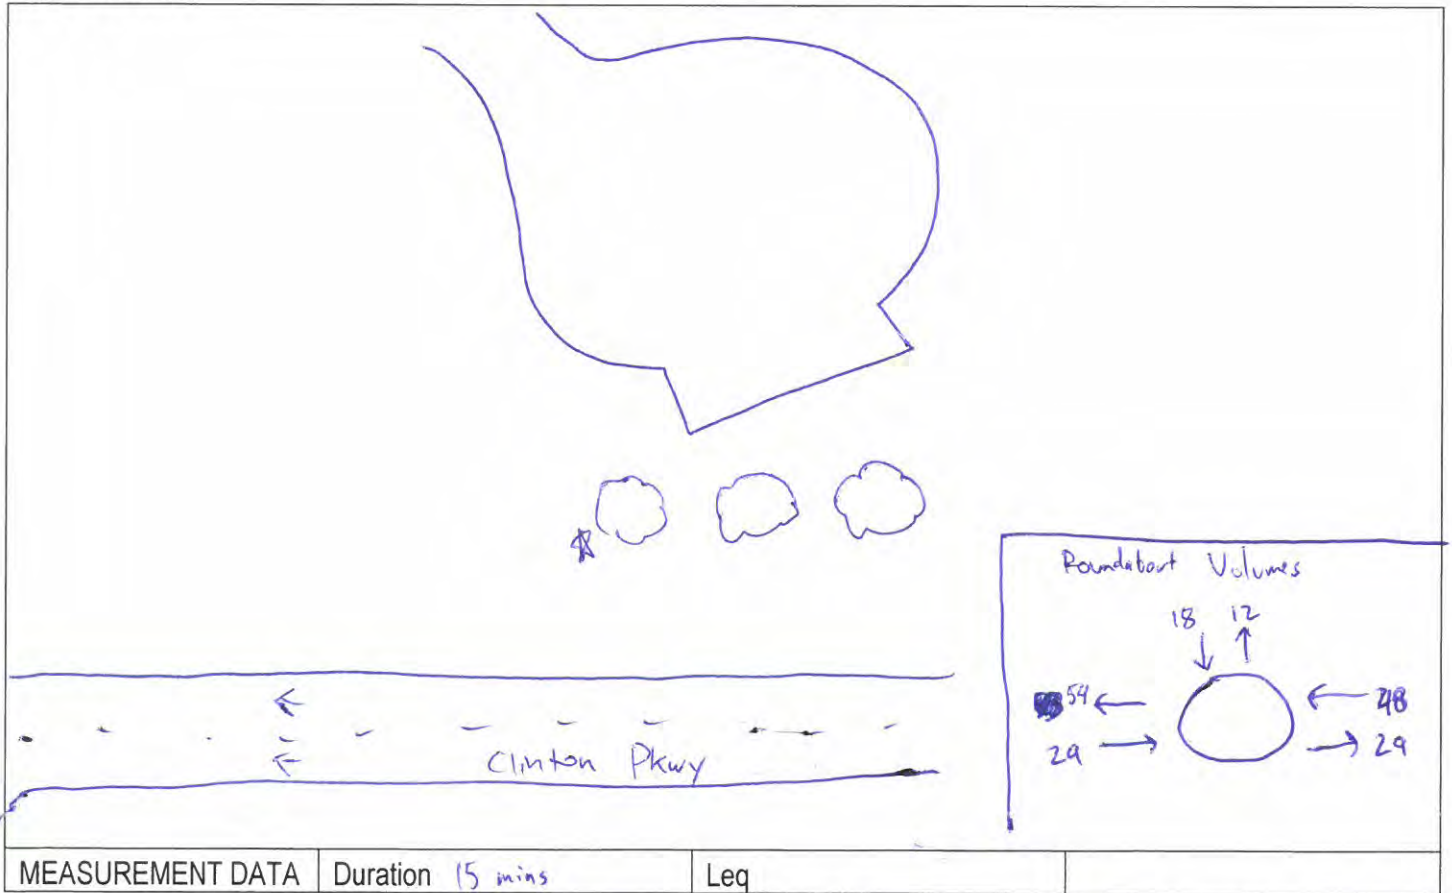 Roundabout Volumes
18 12
54 48
29 29
Clinton Pkwy
MEASUREMENT DATA Duration 15 mins Leq